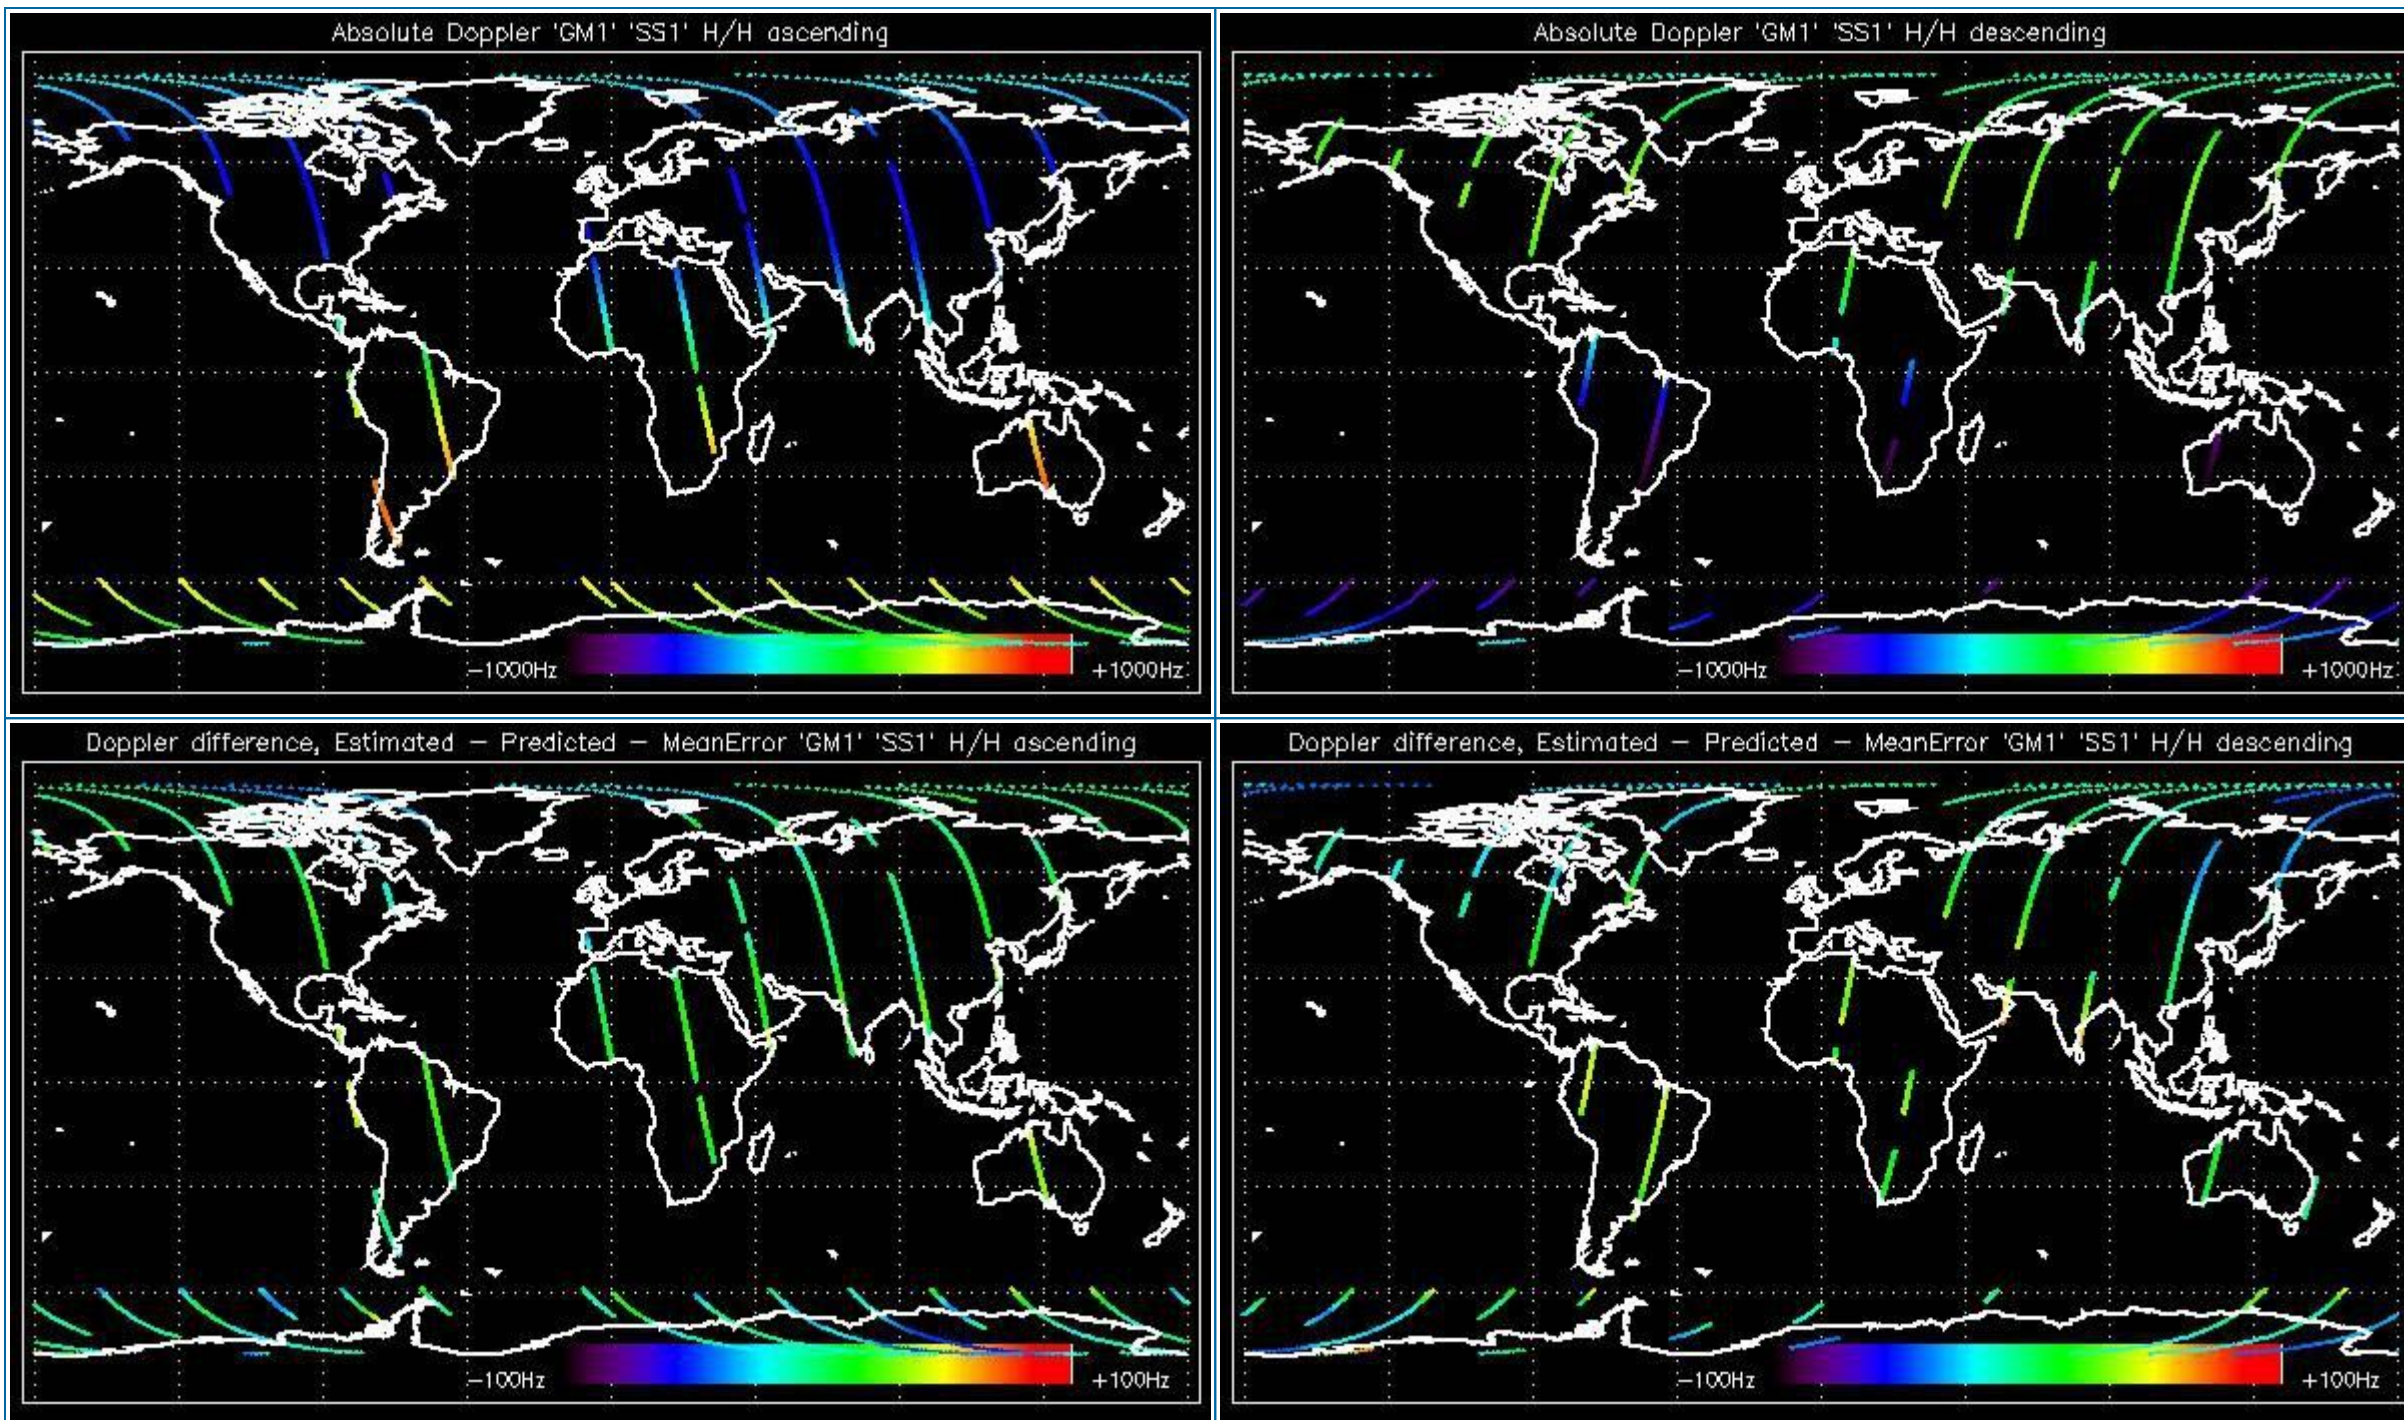 Absolute Doppler 'GM1' 'SS1' H/H ascending
−1000Hz
+1000Hz
Absolute Doppler 'GM1' 'SS1' H/H descending
−1000Hz
+1000Hz
Doppler difference, Estimated − Predicted − MeanError 'GM1' 'SS1' H/H ascending
−100Hz
+100Hz
Doppler difference, Estimated − Predicted − MeanError 'GM1' 'SS1' H/H descending
−100Hz
+100Hz